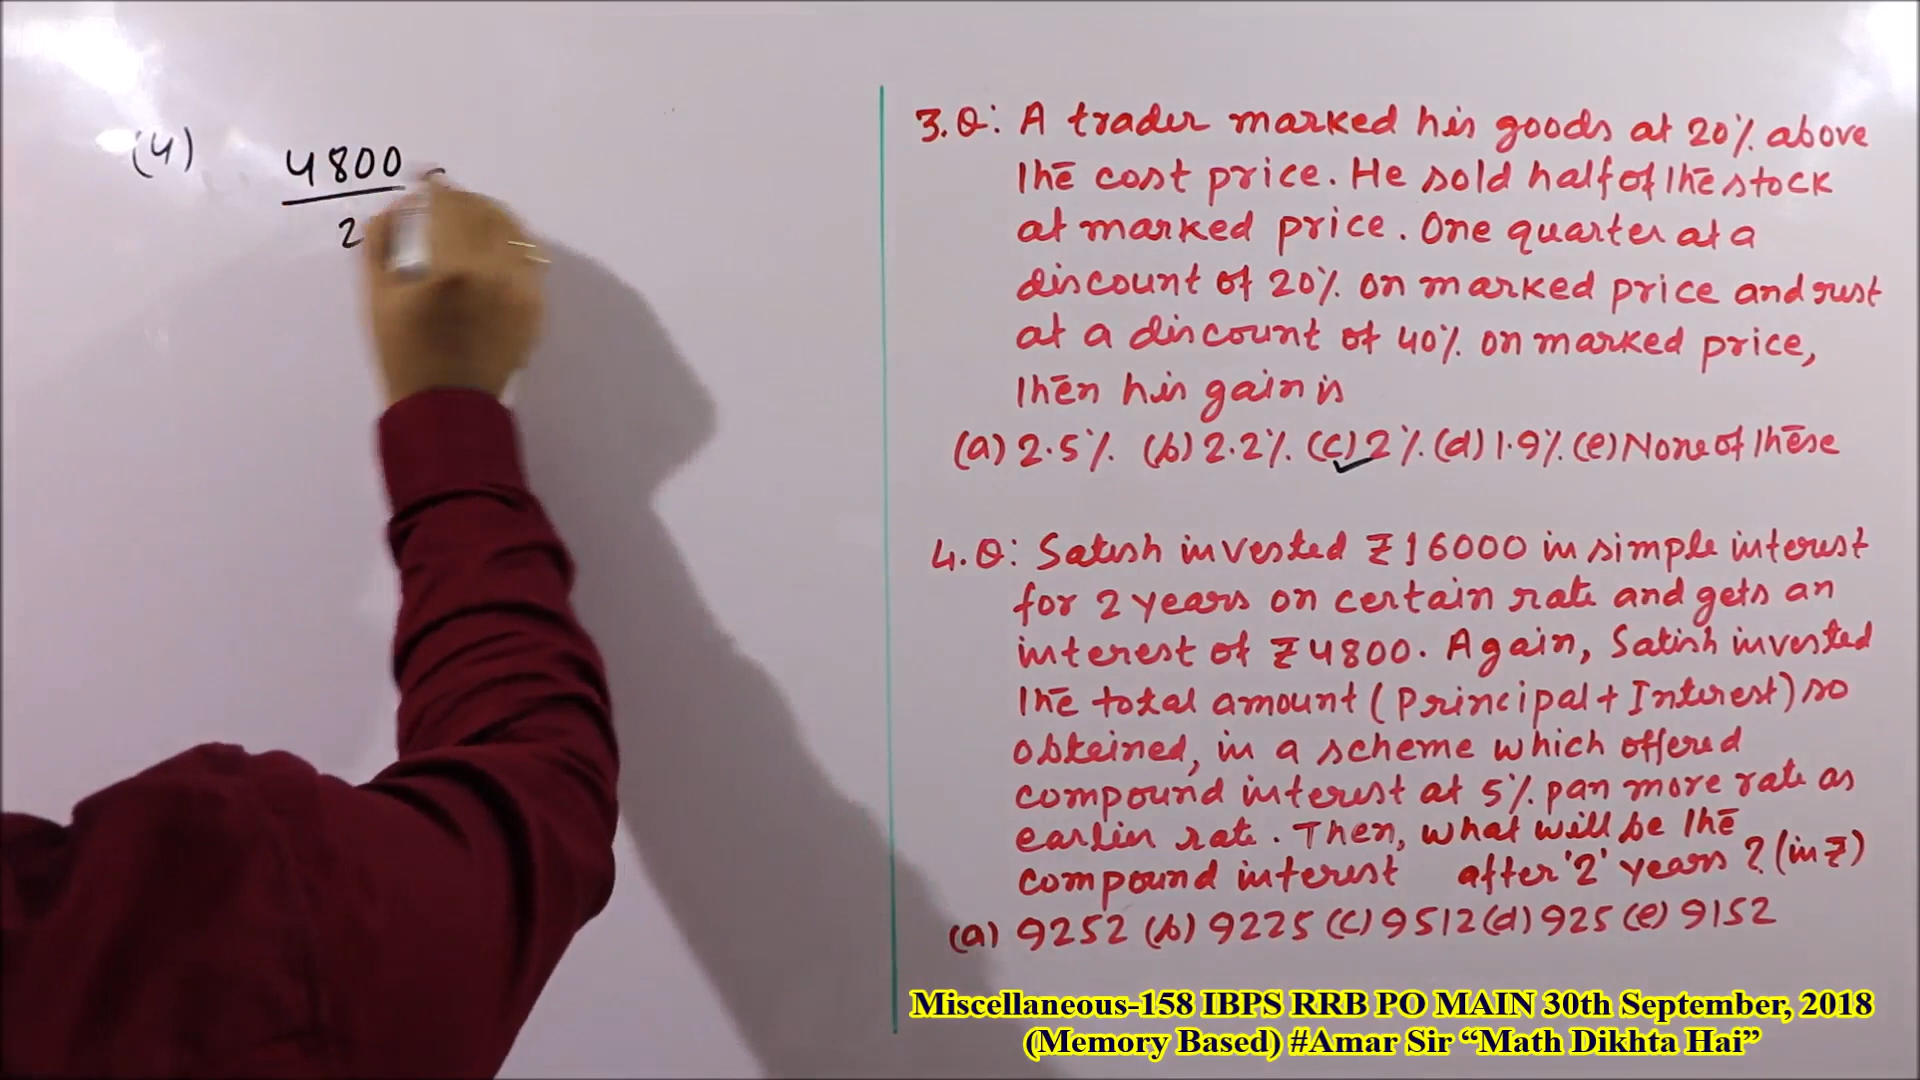 (4)
4800
2
3.Q: A trader marked his goods at 20% above
the cost price. He sold half of the stock
at marked price. One quarter at a
discount of 20% on marked price and rest
at a discount of 40% on marked price,
then his gain is
(a) 2.5% (b) 2.2% (c) 2% (d) 1.9% (e) None of these
4.Q: Satish invested ₹16000 in simple interest
for 2 years on certain rate and gets an
interest of ₹4800. Again, Satish invested
the total amount (Principal + Interest) so
obteined, in a scheme which offered
compound interest at 5% pan more rate as
earlier rate. Then, what will be the
compound interest after '2' years? (in ₹)
(a) 9252 (b) 9225 (c) 9512 (d) 925 (e) 9152
Miscellaneous-158 IBPS RRB PO MAIN 30th September, 2018
(Memory Based) #Amar Sir “Math Dikhta Hai”